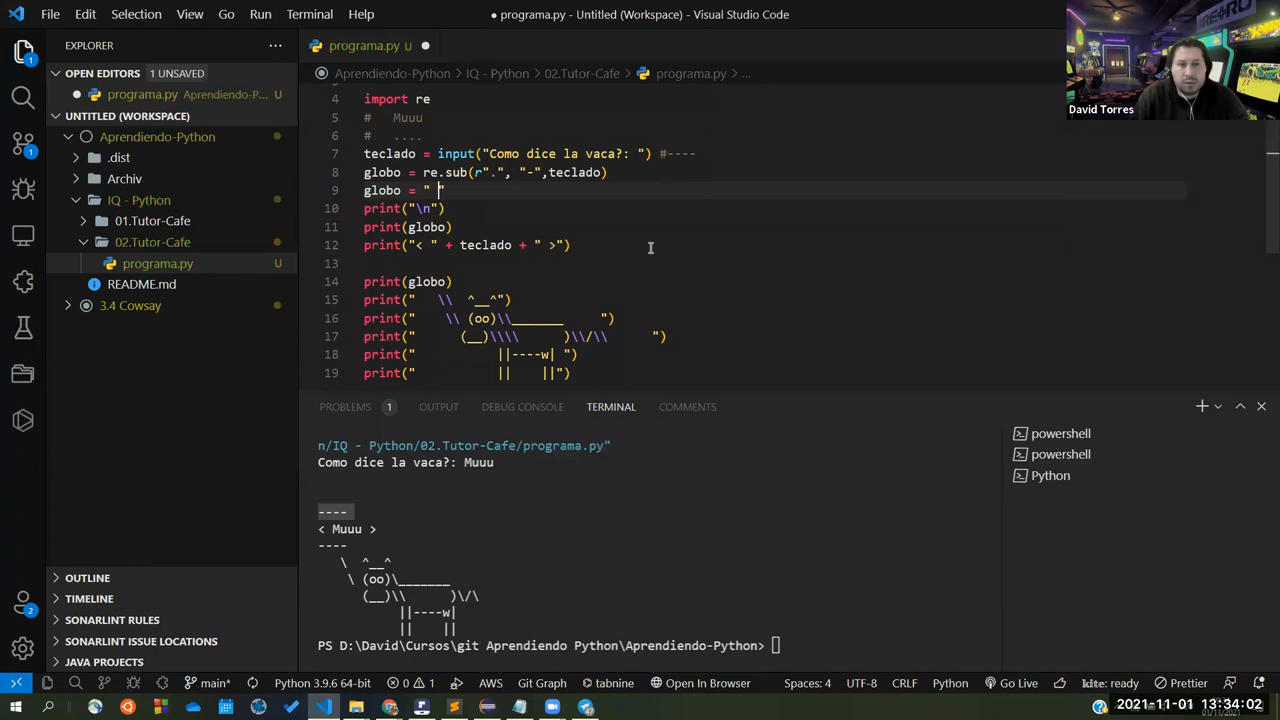 File Edit Selection View Go Run Terminal Help
● programa.py - Untitled (Workspace) - Visual Studio Code
RETRO
David Torres
EXPLORER ···
OPEN EDITORS 1 UNSAVED
● programa.py Aprendiendo-P... U
UNTITLED (WORKSPACE)
Aprendiendo-Python
.dist
Archiv
IQ - Python
01.Tutor-Cafe
02.Tutor-Cafe
programa.py U
README.md
3.4 Cowsay
OUTLINE
TIMELINE
SONARLINT RULES
SONARLINT ISSUE LOCATIONS
JAVA PROJECTS
1
1
2
programa.py U ●
Aprendiendo-Python > IQ - Python > 02.Tutor-Cafe > programa.py > ...
4 import re
5 #   Muuu
6 #   ....
7 teclado = input("Como dice la vaca?: ") #----
8 globo = re.sub(r".", "-",teclado)
9 globo = " "
10 print("\n")
11 print(globo)
12 print("< " + teclado + " >")
13
14 print(globo)
15 print("   \\  ^__^")
16 print("    \\ (oo)\\_______     ")
17 print("      (__)\\\\      )\\/\\      ")
18 print("           ||----w| ")
19 print("           ||    ||")
PROBLEMS 1 OUTPUT DEBUG CONSOLE TERMINAL COMMENTS
n/IQ - Python/02.Tutor-Cafe/programa.py"
Como dice la vaca?: Muuu
----
< Muuu >
----
   \  ^__^
    \ (oo)\_______
      (__)\\      )\/\
           ||----w|
           ||    ||
PS D:\David\Cursos\git Aprendiendo Python\Aprendiendo-Python>
powershell
powershell
Python
main* Python 3.9.6 64-bit 0 1 AWS Git Graph tabnine Open In Browser Spaces: 4 UTF-8 CRLF Python Go Live kite: ready Prettier
2021-11-01 13:34:02